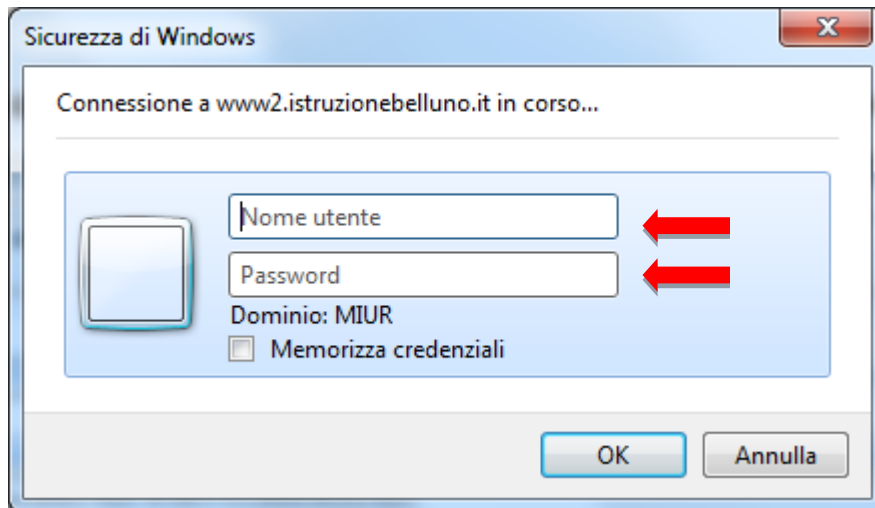 Sicurezza di Windows
Connessione a www2.istruzionebelluno.it in corso...
Nome utente
Password
Dominio: MIUR
Memorizza credenziali
OK
Annulla